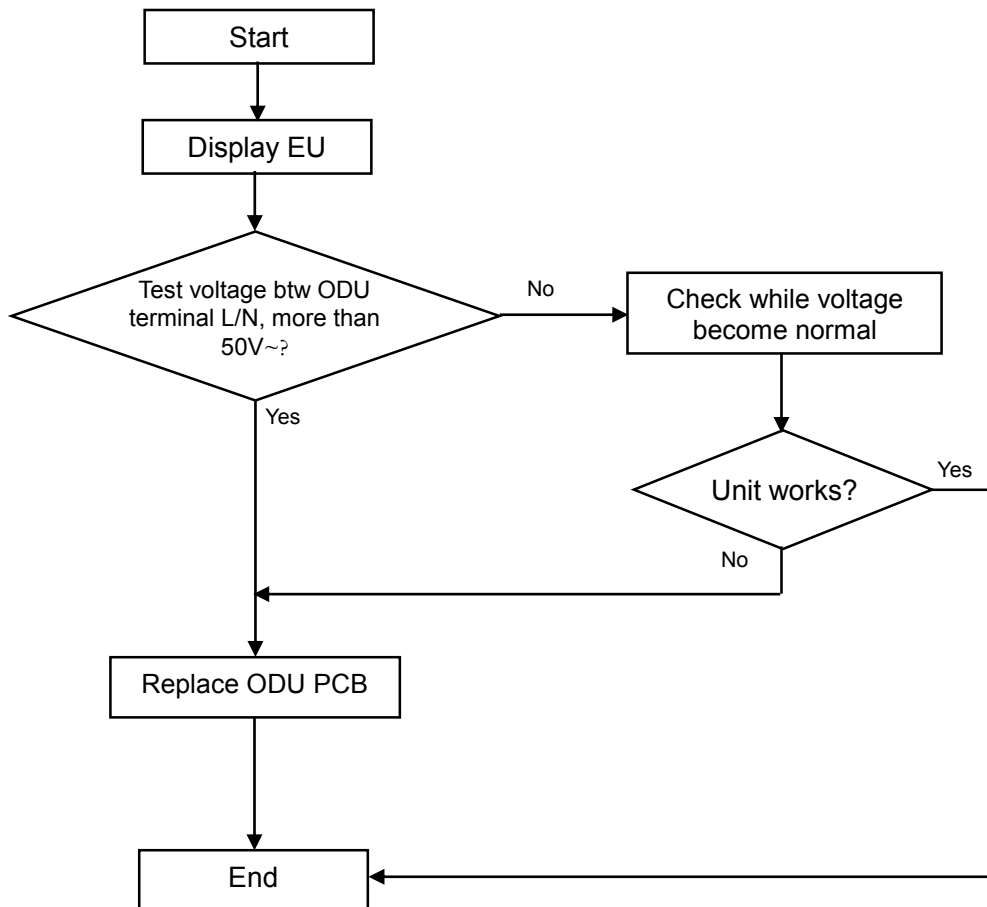 Start
Display EU
Test voltage btw ODU
terminal L/N, more than
50V~?
No
Check while voltage
become normal
Yes
Unit works?
Yes
No
Replace ODU PCB
End